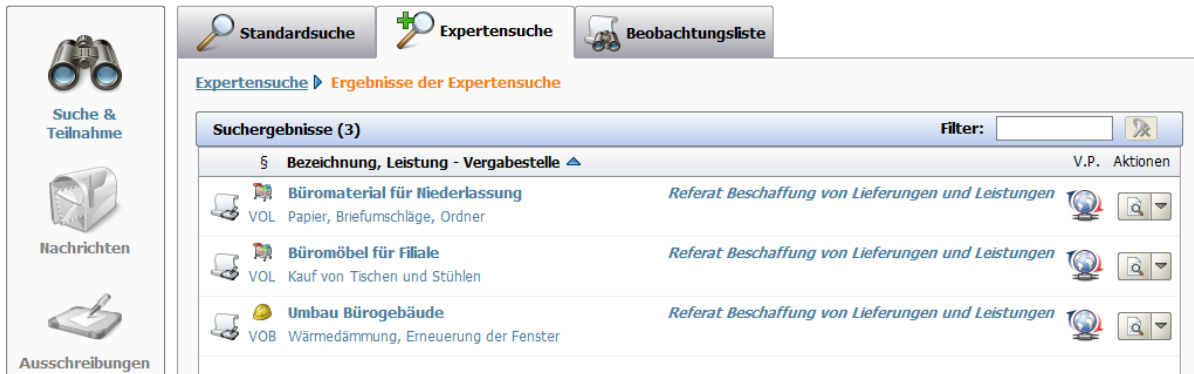 Standardsuche
Expertensuche
Beobachtungsliste
Suche &
Teilnahme
Nachrichten
Ausschreibungen
Expertensuche Ergebnisse der Expertensuche
Suchergebnisse (3) Filter:
§ Bezeichnung, Leistung - Vergabestelle V.P. Aktionen
Büromaterial für Niederlassung Referat Beschaffung von Lieferungen und Leistungen
VOL Papier, Briefumschläge, Ordner
Büromöbel für Filiale Referat Beschaffung von Lieferungen und Leistungen
VOL Kauf von Tischen und Stühlen
Umbau Bürogebäude Referat Beschaffung von Lieferungen und Leistungen
VOB Wärmedämmung, Erneuerung der Fenster